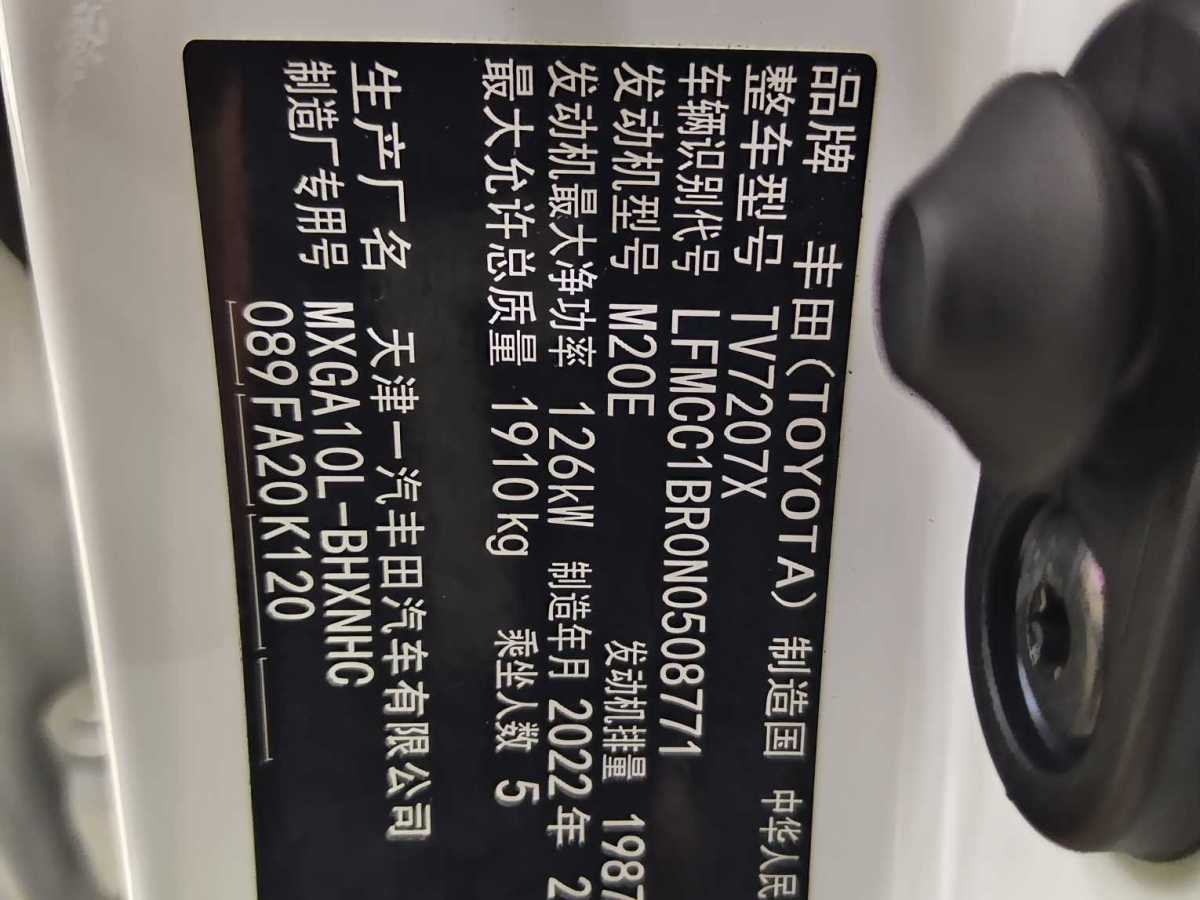 品牌 丰田(TOYOTA) 制造国 中华人民
整车型号 TV7207X
车辆识别代号 LFMCC1BR0N0508771
发动机型号 M20E 发动机排量 1987
发动机最大净功率 126kW 制造年月 2022年 2
最大允许总质量 1910kg 乘坐人数 5
生产厂名 天津一汽丰田汽车有限公司
制造厂专用号 MXGA10L-BHXNHC
089FA20K120